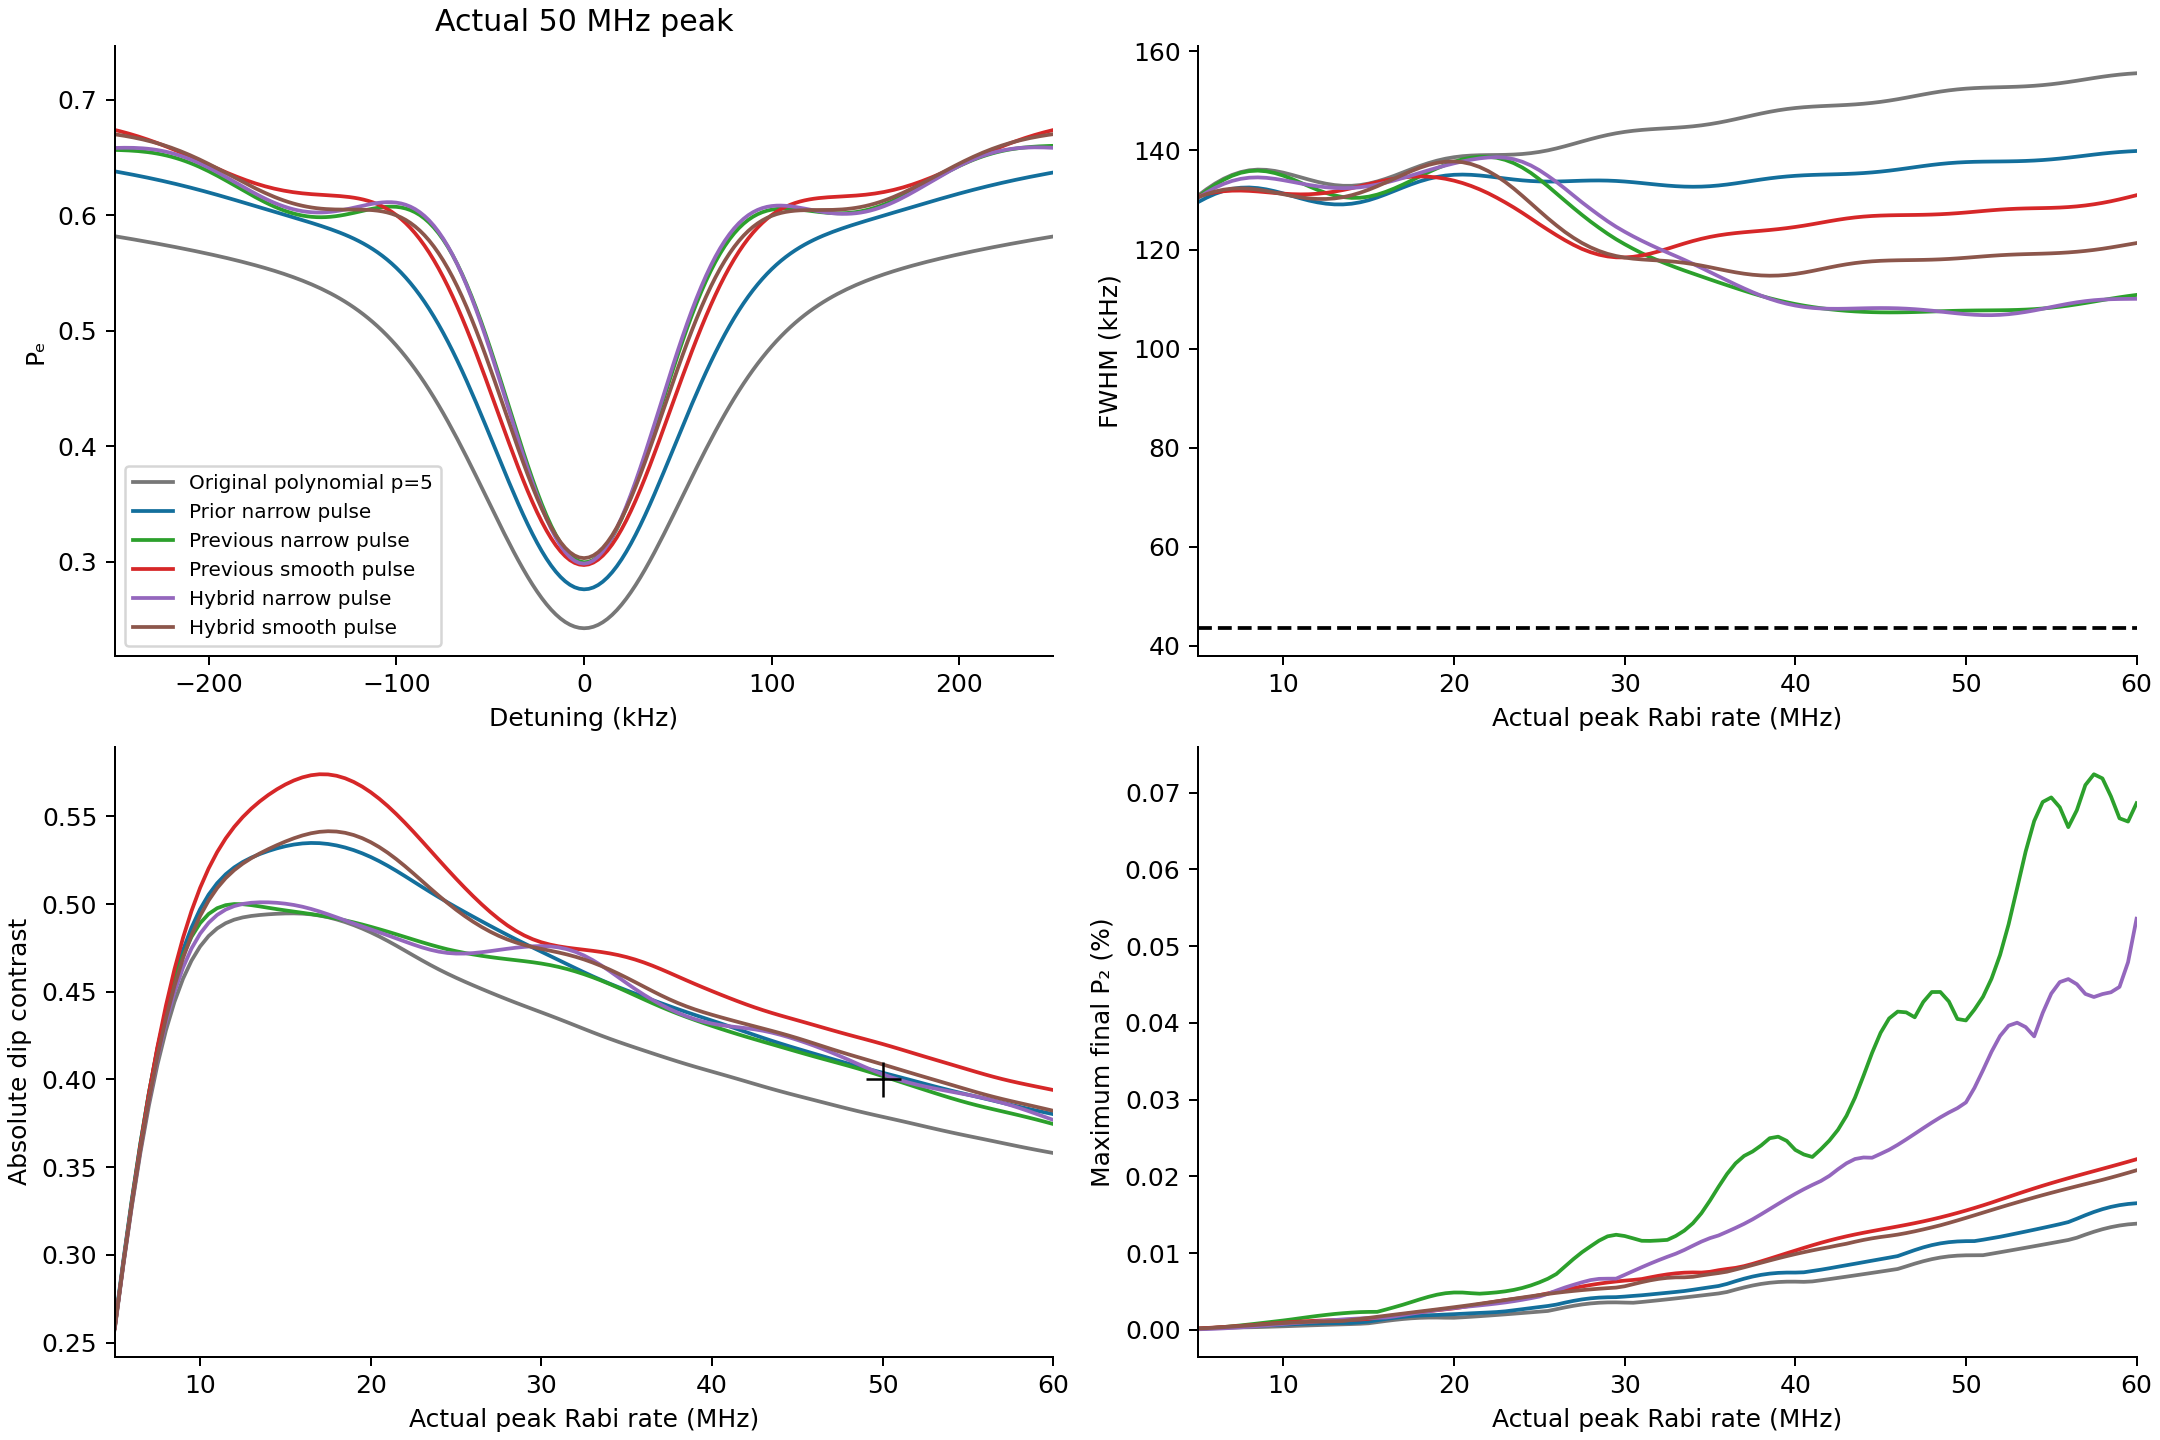 Actual 50 MHz peak
0.7
0.6
0.5
0.4
0.3
Pₑ
Original polynomial p=5
Prior narrow pulse
Previous narrow pulse
Previous smooth pulse
Hybrid narrow pulse
Hybrid smooth pulse
−200 −100 0 100 200
Detuning (kHz)
160
140
120
100
80
60
40
FWHM (kHz)
10 20 30 40 50 60
Actual peak Rabi rate (MHz)
0.55
0.50
0.45
0.40
0.35
0.30
0.25
Absolute dip contrast
10 20 30 40 50 60
Actual peak Rabi rate (MHz)
0.07
0.06
0.05
0.04
0.03
0.02
0.01
0.00
Maximum final P₂ (%)
10 20 30 40 50 60
Actual peak Rabi rate (MHz)